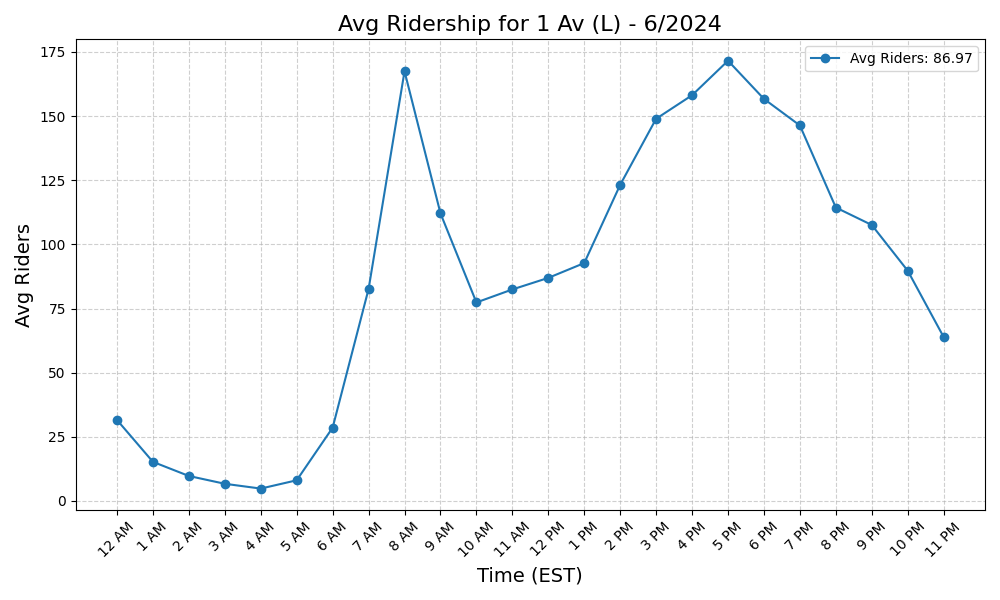 Avg Ridership for 1 Av (L) - 6/2024
Avg Riders: 86.97
Avg Riders
175
150
125
100
75
50
25
0
12 AM
1 AM
2 AM
3 AM
4 AM
5 AM
6 AM
7 AM
8 AM
9 AM
10 AM
11 AM
12 PM
1 PM
2 PM
3 PM
4 PM
5 PM
6 PM
7 PM
8 PM
9 PM
10 PM
11 PM
Time (EST)